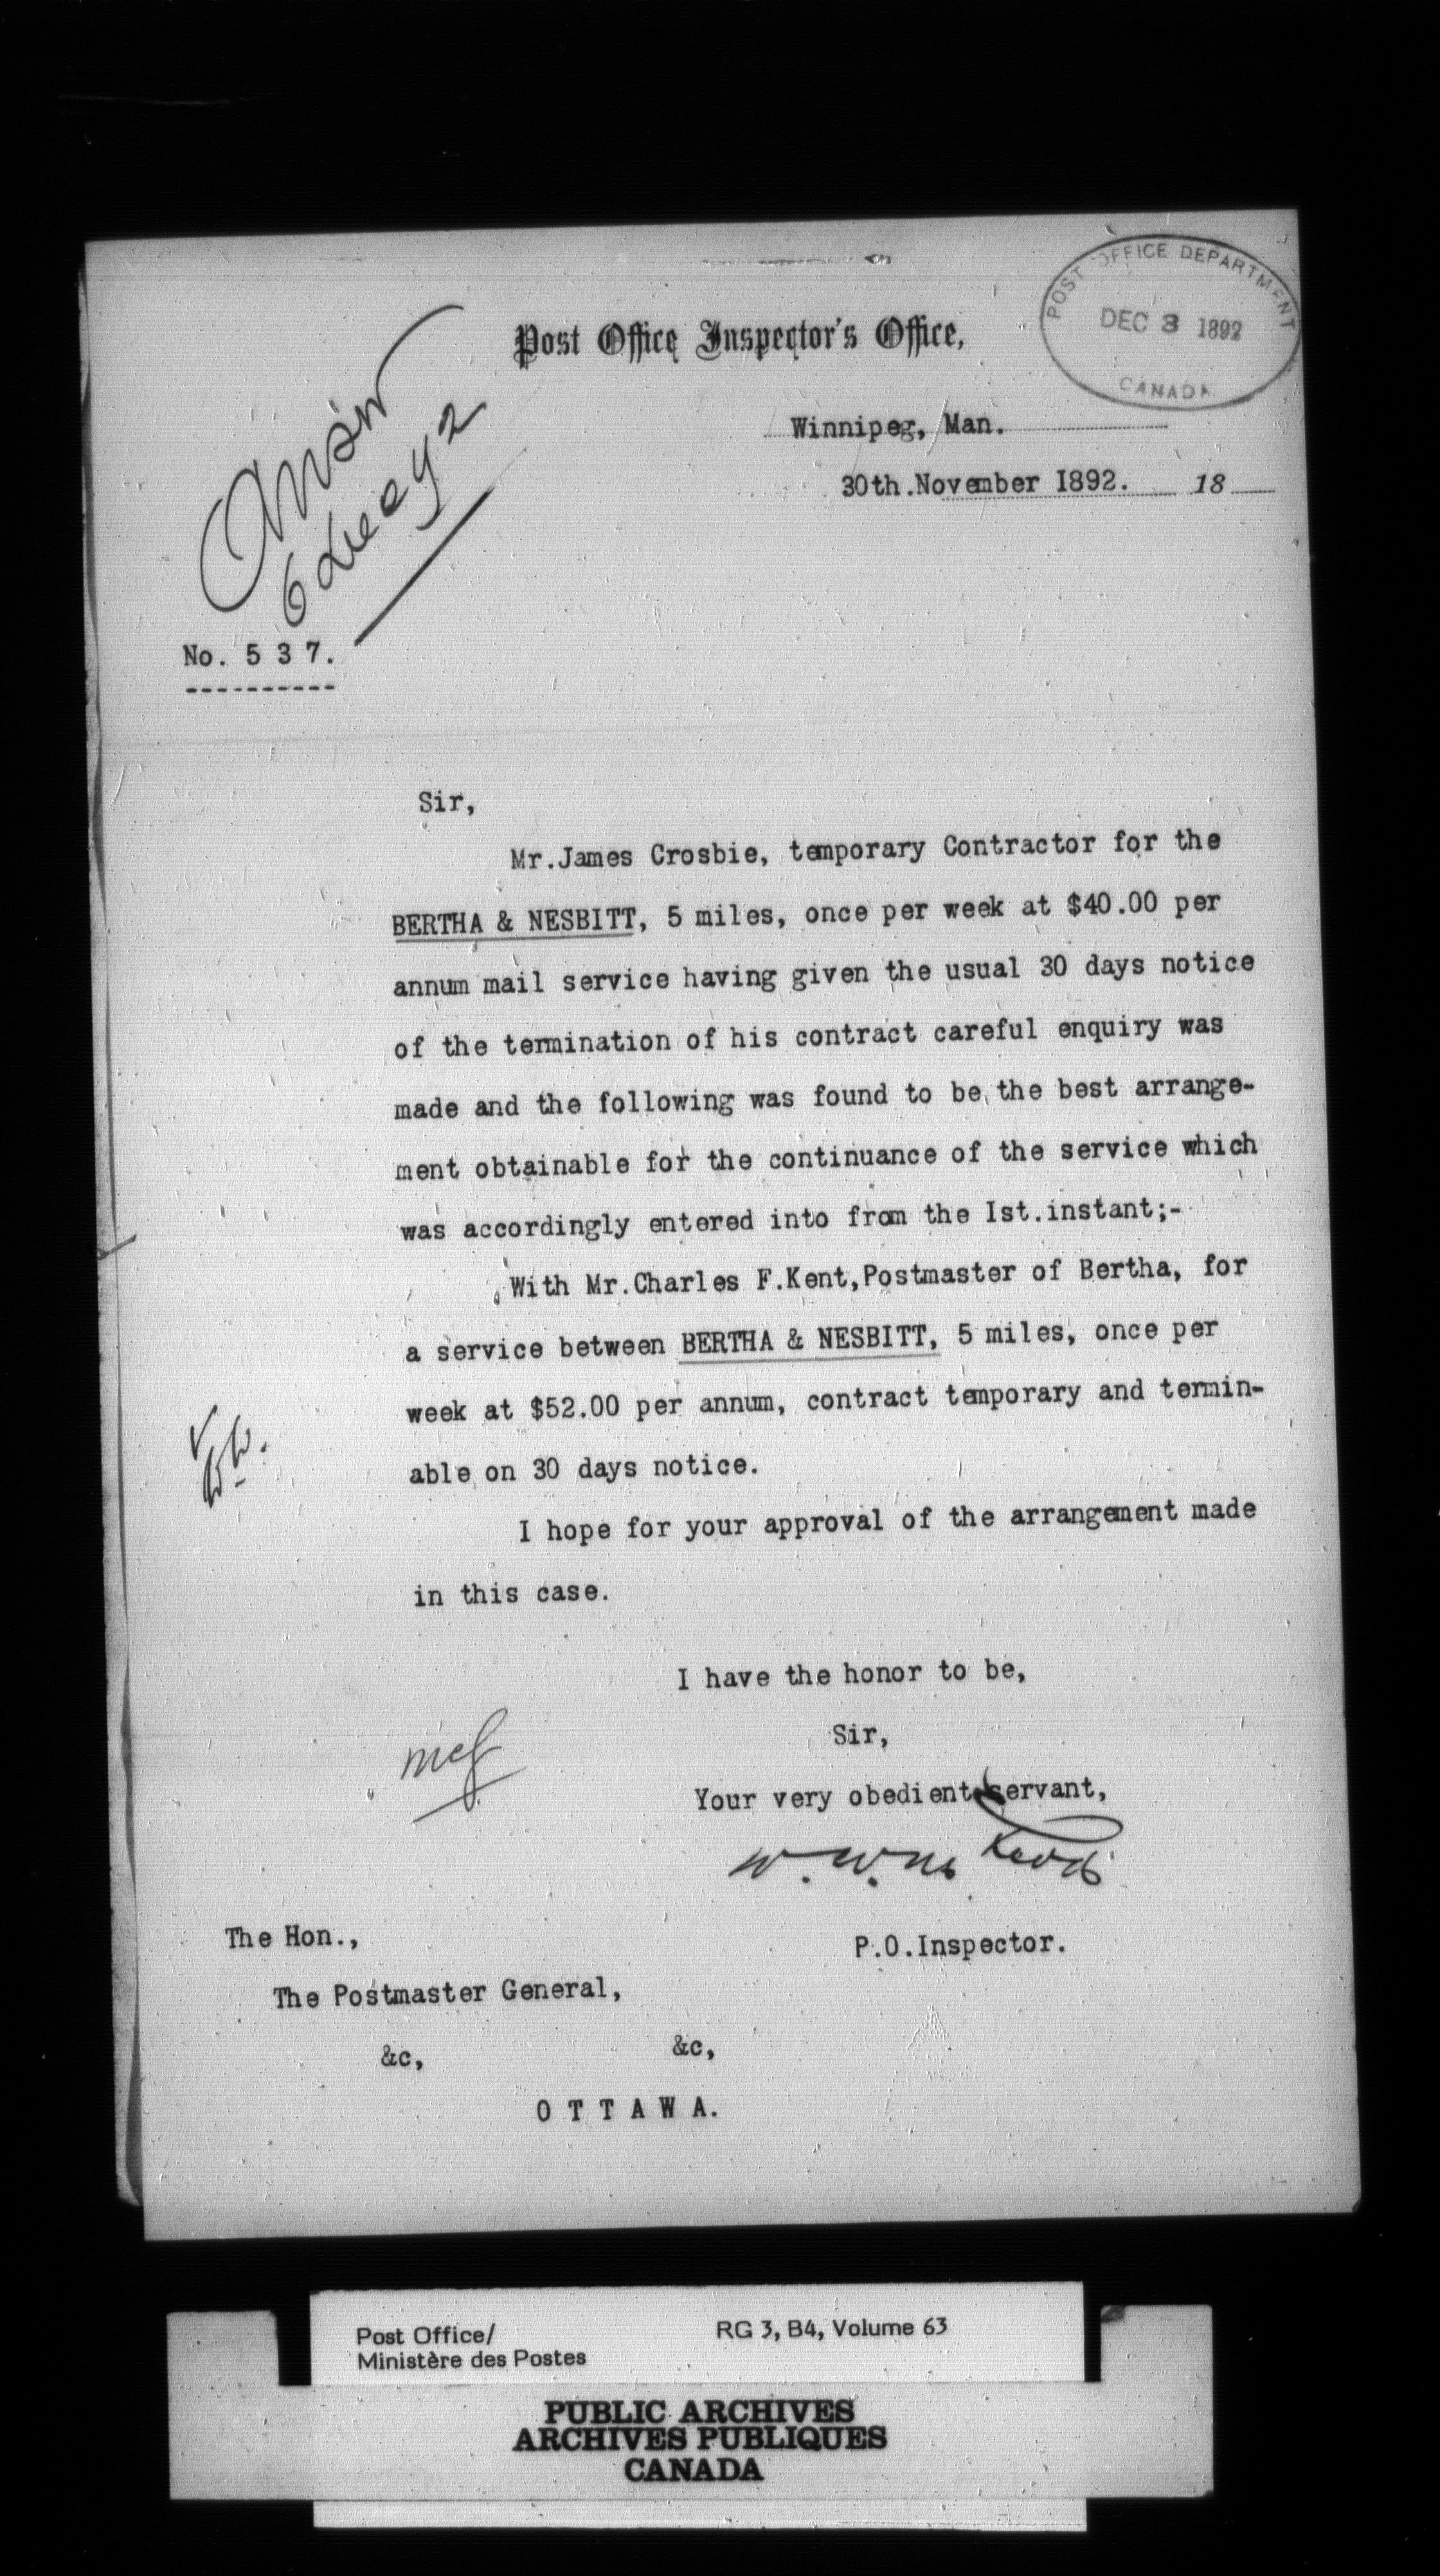 Post Office Inspector's Office,
POST OFFICE DEPARTMENT
DEC 3 1892
CANADA
Winnipeg, Man.
30th.November I892. 18
Answ
6 Dec 92
No. 5 3 7.
----------
Sir,
Mr.James Crosbie, temporary Contractor for the
BERTHA & NESBITT, 5 miles, once per week at $40.00 per
annum mail service having given the usual 30 days notice
of the termination of his contract careful enquiry was
made and the following was found to be the best arrange-
ment obtainable for the continuance of the service which
was accordingly entered into from the Ist.instant;-
With Mr.Charles F.Kent,Postmaster of Bertha, for
a service between BERTHA & NESBITT, 5 miles, once per
week at $52.00 per annum, contract temporary and termin-
able on 30 days notice.
I hope for your approval of the arrangement made
in this case.
I have the honor to be,
Sir,
Your very obedient servant,
W. W. McLeod
P.O.Inspector.
The Hon.,
The Postmaster General,
&c, &c,
O T T A W A.
Post Office/
Ministère des Postes
RG 3, B4, Volume 63
PUBLIC ARCHIVES
ARCHIVES PUBLIQUES
CANADA